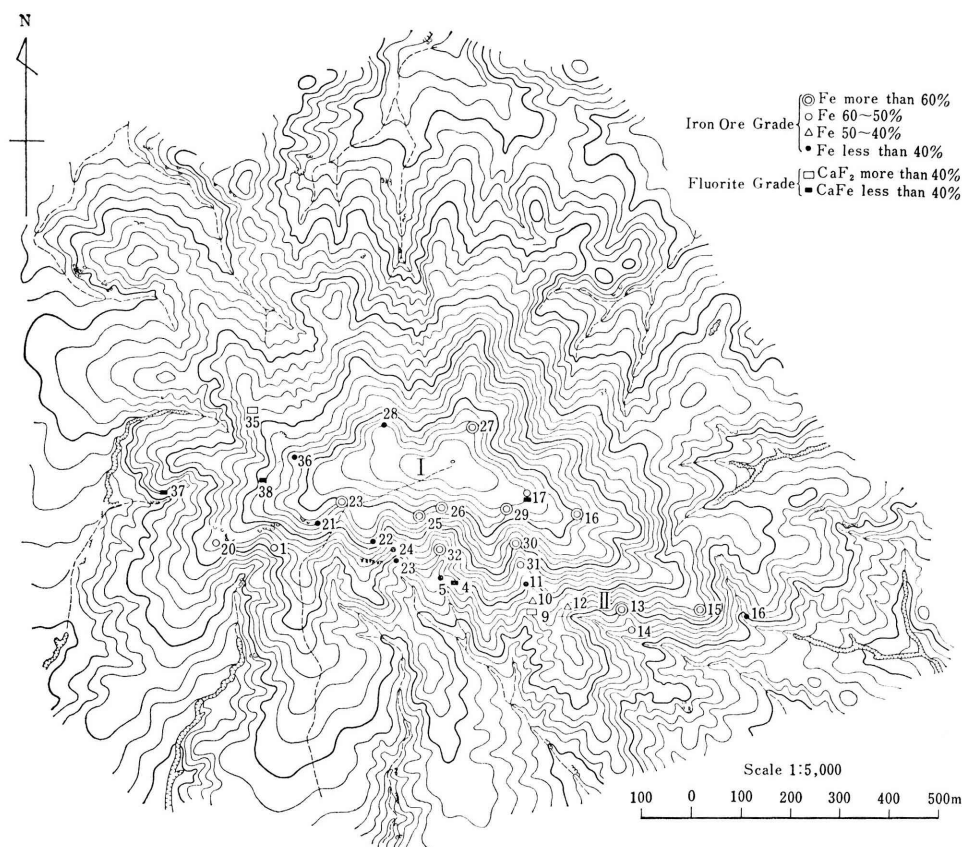 N
Iron Ore Grade
Fe more than 60%
Fe 60~50%
Fe 50~40%
Fe less than 40%
Fluorite Grade
CaF₂ more than 40%
CaFe less than 40%
28
27
35
I
36
37
38
23
17
26
29
16
25
21
22
20
1
24
32
30
23
31
5
4
11
10
12
II
13
15
16
9
14
Scale 1:5,000
100 0 100 200 300 400 500m